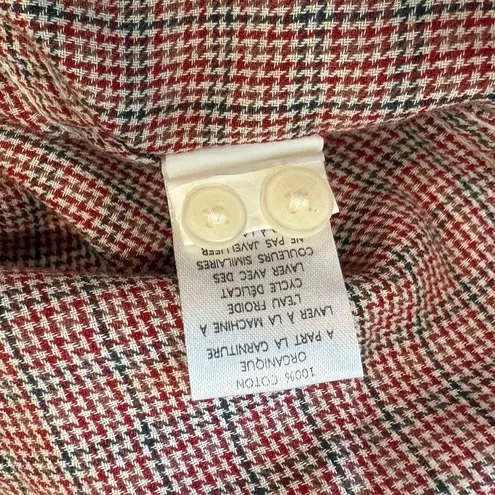 100% COTON
ORGANIQUE
A PART LA GARNITURE
LAVER À LA MACHINE À
L'EAU FROIDE
CYCLE DÉLICAT
LAVER AVEC DES
COULEURS SIMILAIRES
NE PAS JAVELLISER